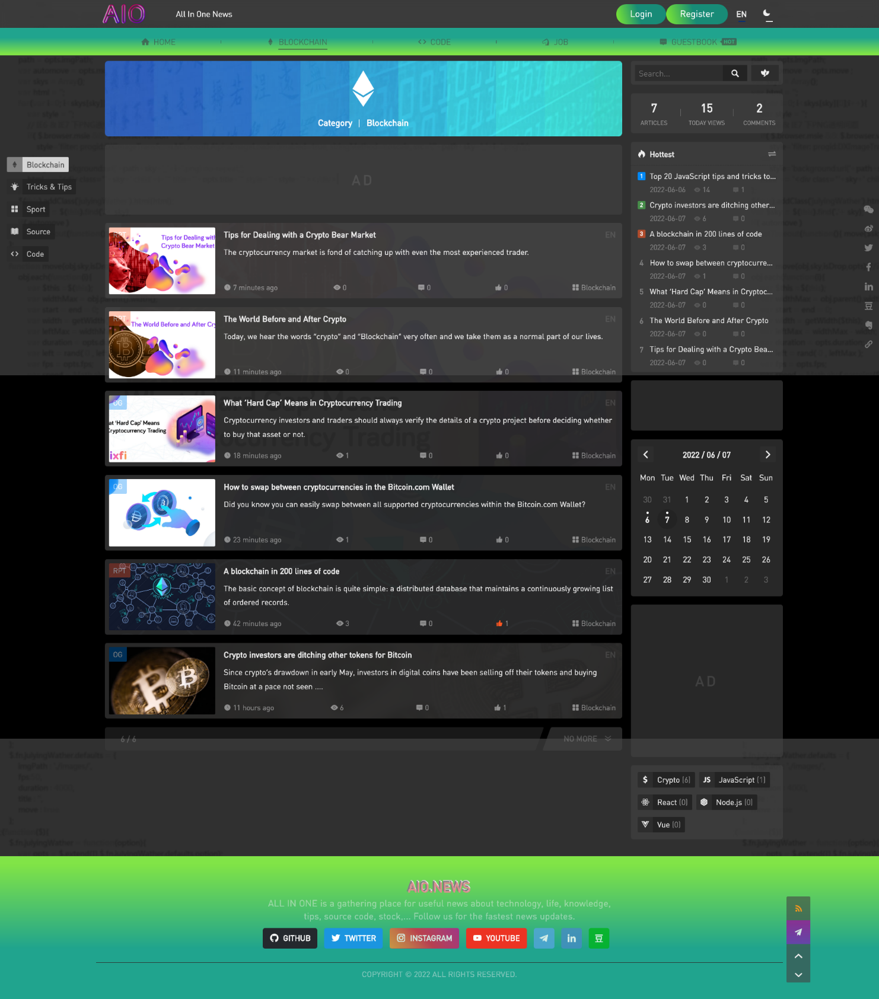 AIO
All In One News
Login
Register
EN
HOME
BLOCKCHAIN
CODE
JOB
GUESTBOOK HOT
Category | Blockchain
Search...
7
ARTICLES
15
TODAY VIEWS
2
COMMENTS
AD
Blockchain
Tricks & Tips
Sport
Source
Code
Hottest
1 Top 20 JavaScript tips and tricks to...
2022-06-06 14 1
2 Crypto investors are ditching other...
2022-06-07 6 0
3 A blockchain in 200 lines of code
2022-06-07 3 0
4 How to swap between cryptocurre...
2022-06-07 1 0
5 What ‘Hard Cap’ Means in Cryptoc...
2022-06-07 0 0
6 The World Before and After Crypto
2022-06-07 0 0
7 Tips for Dealing with a Crypto Bea...
2022-06-07 0 0
RPT
Tips for Dealing with
Crypto Bear Market
Tips for Dealing with a Crypto Bear Market
EN
The cryptocurrency market is fond of catching up with even the most experienced trader.
7 minutes ago 0 0 0 Blockchain
RPT
The World Before and After Cry
The World Before and After Crypto
EN
Today, we hear the words “crypto” and “Blockchain” very often and we take them as a normal part of our lives.
11 minutes ago 0 0 0 Blockchain
OG
at ‘Hard Cap’ Means
Cryptocurrency Trading
ixfi
What ‘Hard Cap’ Means in Cryptocurrency Trading
EN
Cryptocurrency investors and traders should always verify the details of a crypto project before deciding whether
to buy that asset or not.
18 minutes ago 1 0 0 Blockchain
OG
How to swap between cryptocurrencies in the Bitcoin.com Wallet
EN
Did you know you can easily swap between all supported cryptocurrencies within the Bitcoin.com Wallet?
23 minutes ago 1 0 0 Blockchain
RPT
Ethereum
NETWORK
A blockchain in 200 lines of code
EN
The basic concept of blockchain is quite simple: a distributed database that maintains a continuously growing list
of ordered records.
42 minutes ago 3 0 1 Blockchain
OG
Crypto investors are ditching other tokens for Bitcoin
EN
Since crypto’s drawdown in early May, investors in digital coins have been selling off their tokens and buying
Bitcoin at a pace not seen ....
11 hours ago 6 0 1 Blockchain
6 / 6
NO MORE
2022 / 06 / 07
Mon Tue Wed Thu Fri Sat Sun
30 31 1 2 3 4 5
6 7 8 9 10 11 12
13 14 15 16 17 18 19
20 21 22 23 24 25 26
27 28 29 30 1 2 3
AD
$ Crypto (6)
JS JavaScript (1)
React (0)
Node.js (0)
Vue (0)
AIO.NEWS
ALL IN ONE is a gathering place for useful news about technology, life, knowledge,
tips, source code, stock,... Follow us for the fastest news updates.
GITHUB
TWITTER
INSTAGRAM
YOUTUBE
in
豆
COPYRIGHT © 2022 ALL RIGHTS RESERVED.